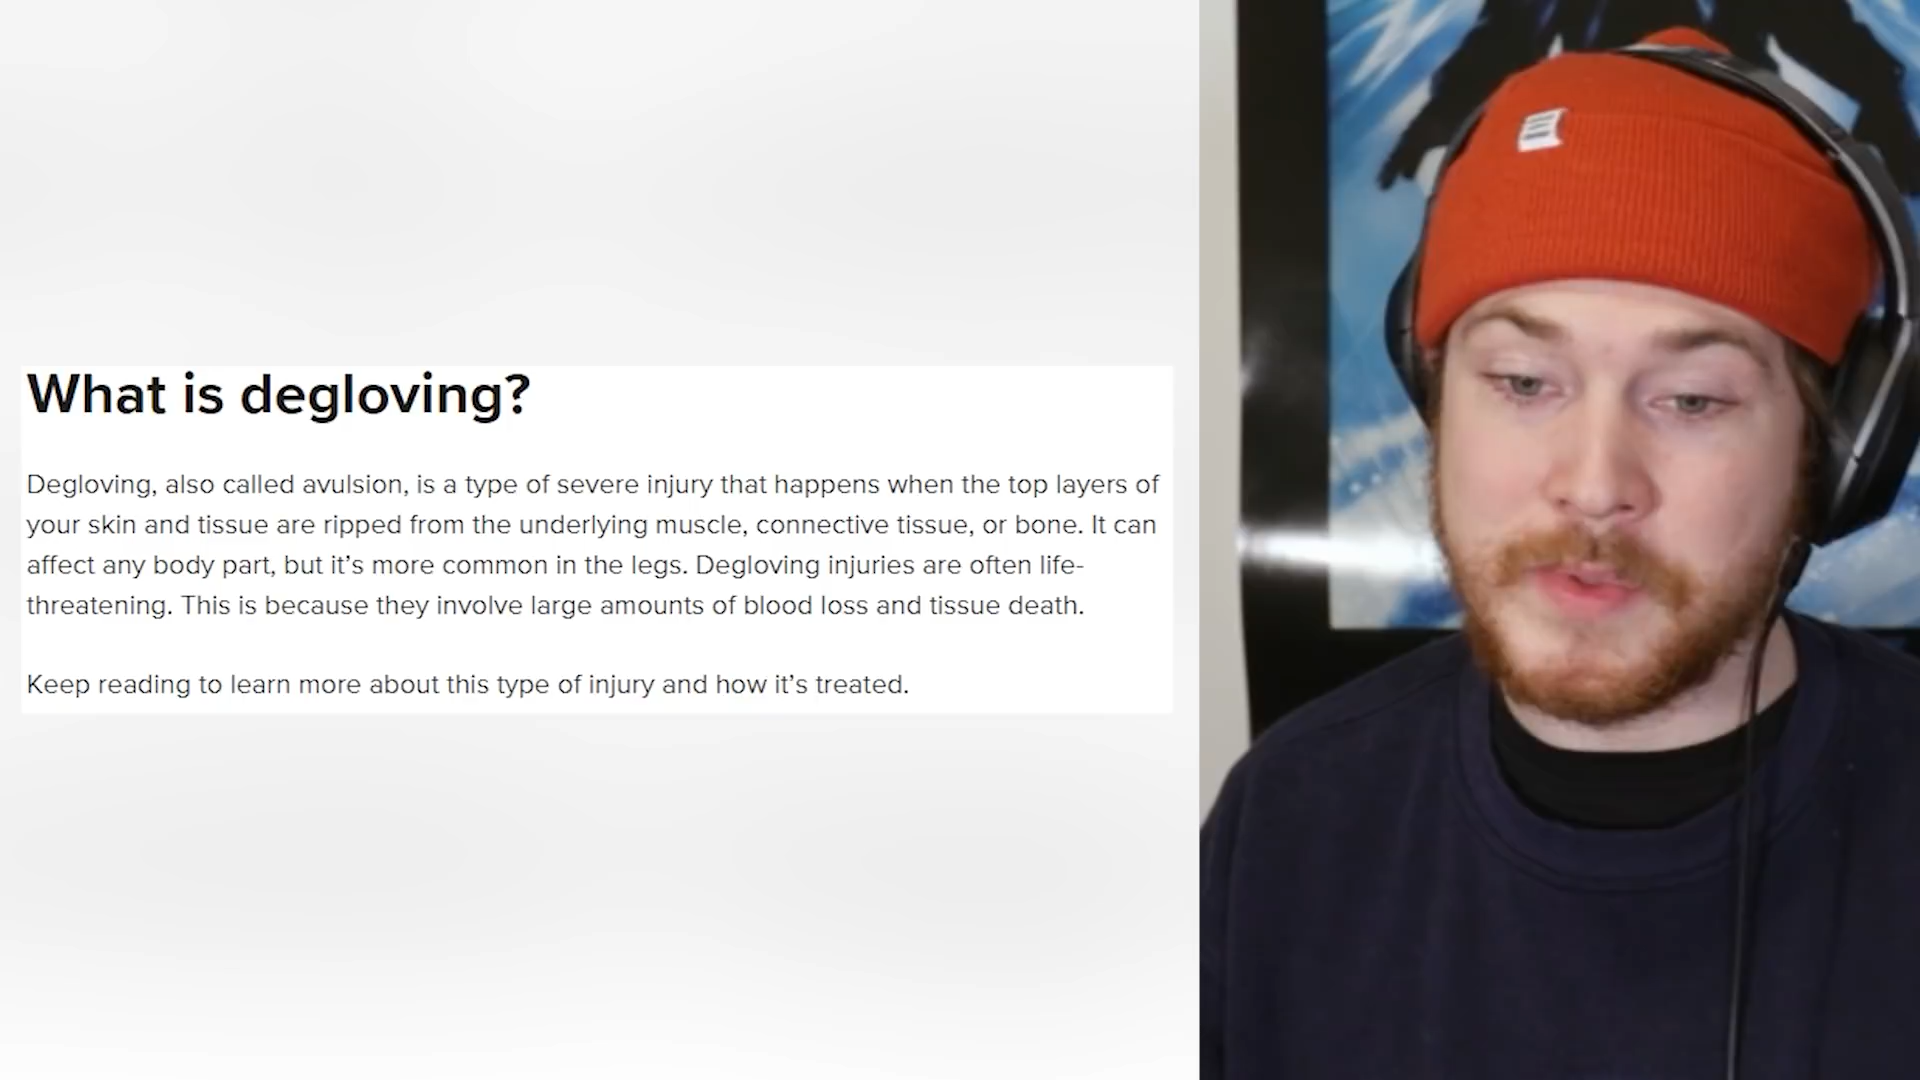 What is degloving?
Degloving, also called avulsion, is a type of severe injury that happens when the top layers of
your skin and tissue are ripped from the underlying muscle, connective tissue, or bone. It can
affect any body part, but it’s more common in the legs. Degloving injuries are often life-
threatening. This is because they involve large amounts of blood loss and tissue death.
Keep reading to learn more about this type of injury and how it’s treated.